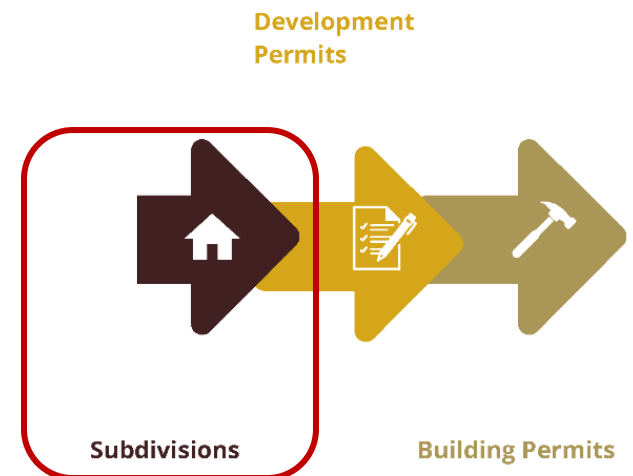 Development
Permits
Subdivisions
Building Permits